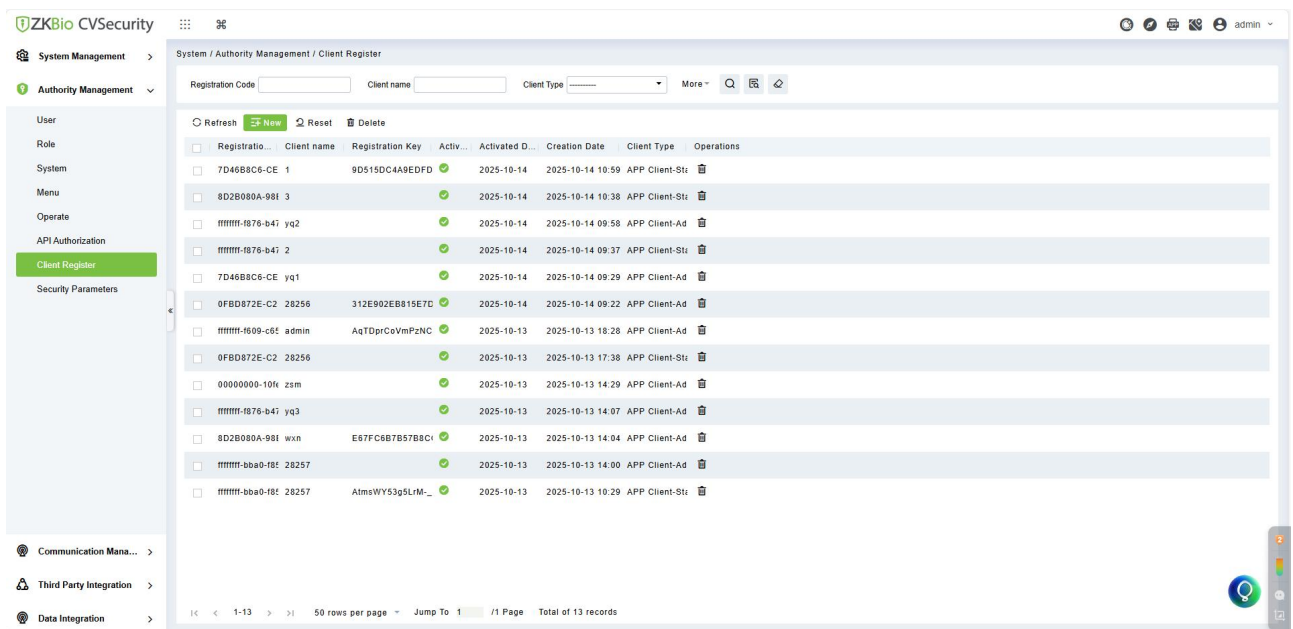 ZKBio CVSecurity
admin
System Management
Authority Management
User
Role
System
Menu
Operate
API Authorization
Client Register
Security Parameters
Communication Mana...
Third Party Integration
Data Integration
System / Authority Management / Client Register
Registration Code Client name Client Type ---------- More
Refresh New Reset Delete
Registratio... Client name Registration Key Activ... Activated D... Creation Date Client Type Operations
7D46B8C6-CE 1 9D515DC4A9EDFD 2025-10-14 2025-10-14 10:59 APP Client-Sta
8D2B080A-98 3 2025-10-14 2025-10-14 10:38 APP Client-Sta
ffffffff-f876-b47 yq2 2025-10-14 2025-10-14 09:58 APP Client-Ad
ffffffff-f876-b47 2 2025-10-14 2025-10-14 09:37 APP Client-Sta
7D46B8C6-CE yq1 2025-10-14 2025-10-14 09:29 APP Client-Ad
0FBD872E-C2 28256 312E902EB815E7D 2025-10-14 2025-10-14 09:22 APP Client-Ad
ffffffff-f609-c65 admin AqTDprCoVmPzNC 2025-10-13 2025-10-13 18:28 APP Client-Ad
0FBD872E-C2 28256 2025-10-13 2025-10-13 17:38 APP Client-Sta
00000000-10fe zsm 2025-10-13 2025-10-13 14:29 APP Client-Ad
ffffffff-f876-b47 yq3 2025-10-13 2025-10-13 14:07 APP Client-Ad
8D2B080A-98 wxn E67FC6B7B57B8C 2025-10-13 2025-10-13 14:04 APP Client-Ad
ffffffff-bba0-f85 28257 2025-10-13 2025-10-13 14:00 APP Client-Ad
ffffffff-bba0-f85 28257 AtmsWY53g5LrM-_ 2025-10-13 2025-10-13 10:29 APP Client-Sta
1-13 50 rows per page Jump To 1 /1 Page Total of 13 records